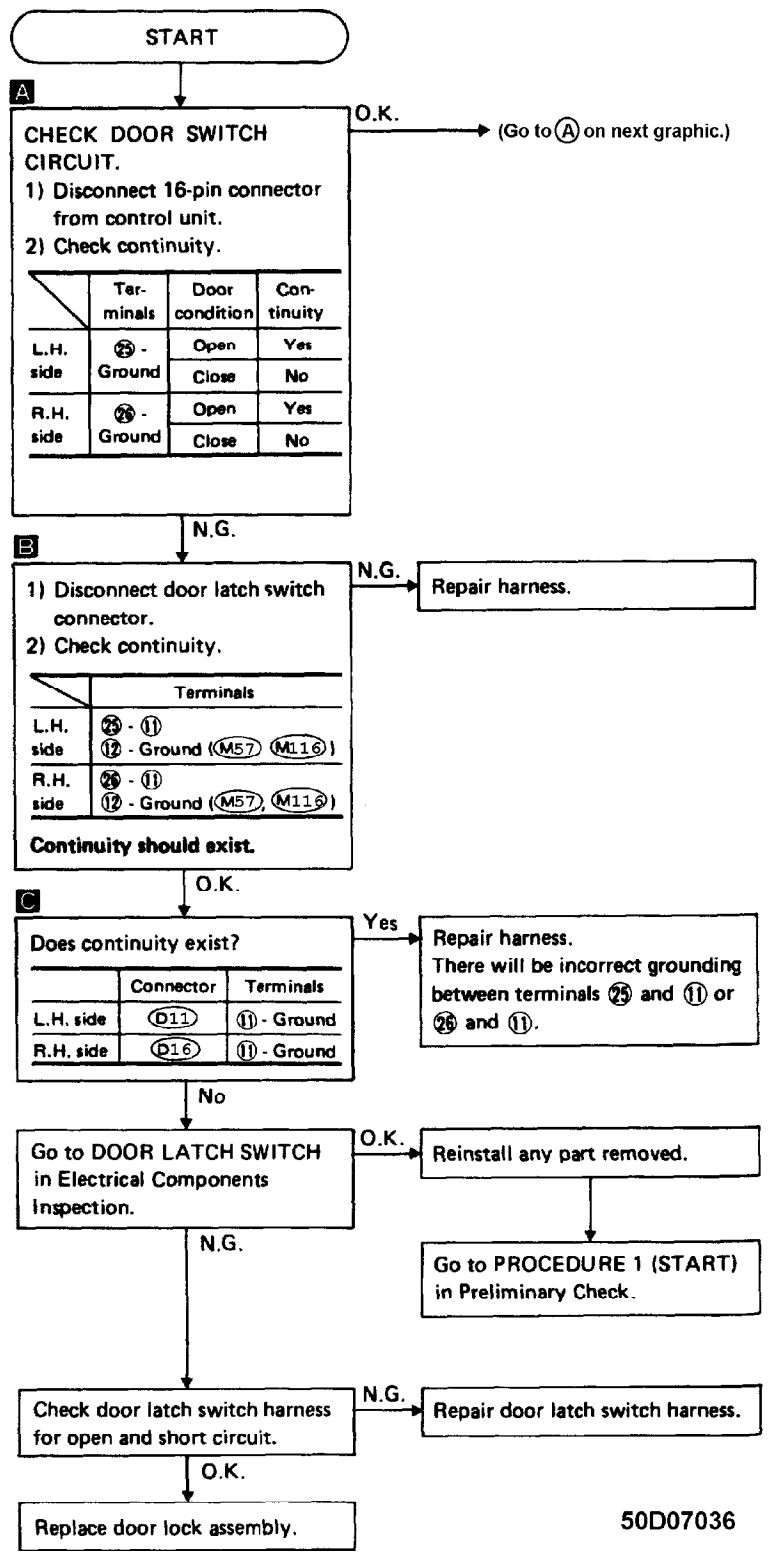 START
A
O.K.
(Go to Ⓐ on next graphic.)
CHECK DOOR SWITCH
CIRCUIT.
1) Disconnect 16-pin connector
from control unit.
2) Check continuity.
Ter-
minals
Door
condition
Con-
tinuity
L.H.
side
㉕ -
Ground
Open
Yes
Close
No
R.H.
side
㉖ -
Ground
Open
Yes
Close
No
N.G.
B
1) Disconnect door latch switch
connector.
2) Check continuity.
Terminals
L.H.
side
㉕ - ⑪
⑫ - Ground (M57 M116)
R.H.
side
㉖ - ⑪
⑫ - Ground (M57, M116)
Continuity should exist.
N.G.
Repair harness.
O.K.
C
Does continuity exist?
Connector Terminals
L.H. side D11 ⑪ - Ground
R.H. side D16 ⑪ - Ground
Yes
Repair harness.
There will be incorrect grounding
between terminals ㉕ and ⑪ or
㉖ and ⑪.
No
Go to DOOR LATCH SWITCH
in Electrical Components
Inspection.
O.K.
Reinstall any part removed.
Go to PROCEDURE 1 (START)
in Preliminary Check.
N.G.
Check door latch switch harness
for open and short circuit.
N.G.
Repair door latch switch harness.
O.K.
Replace door lock assembly.
50D07036